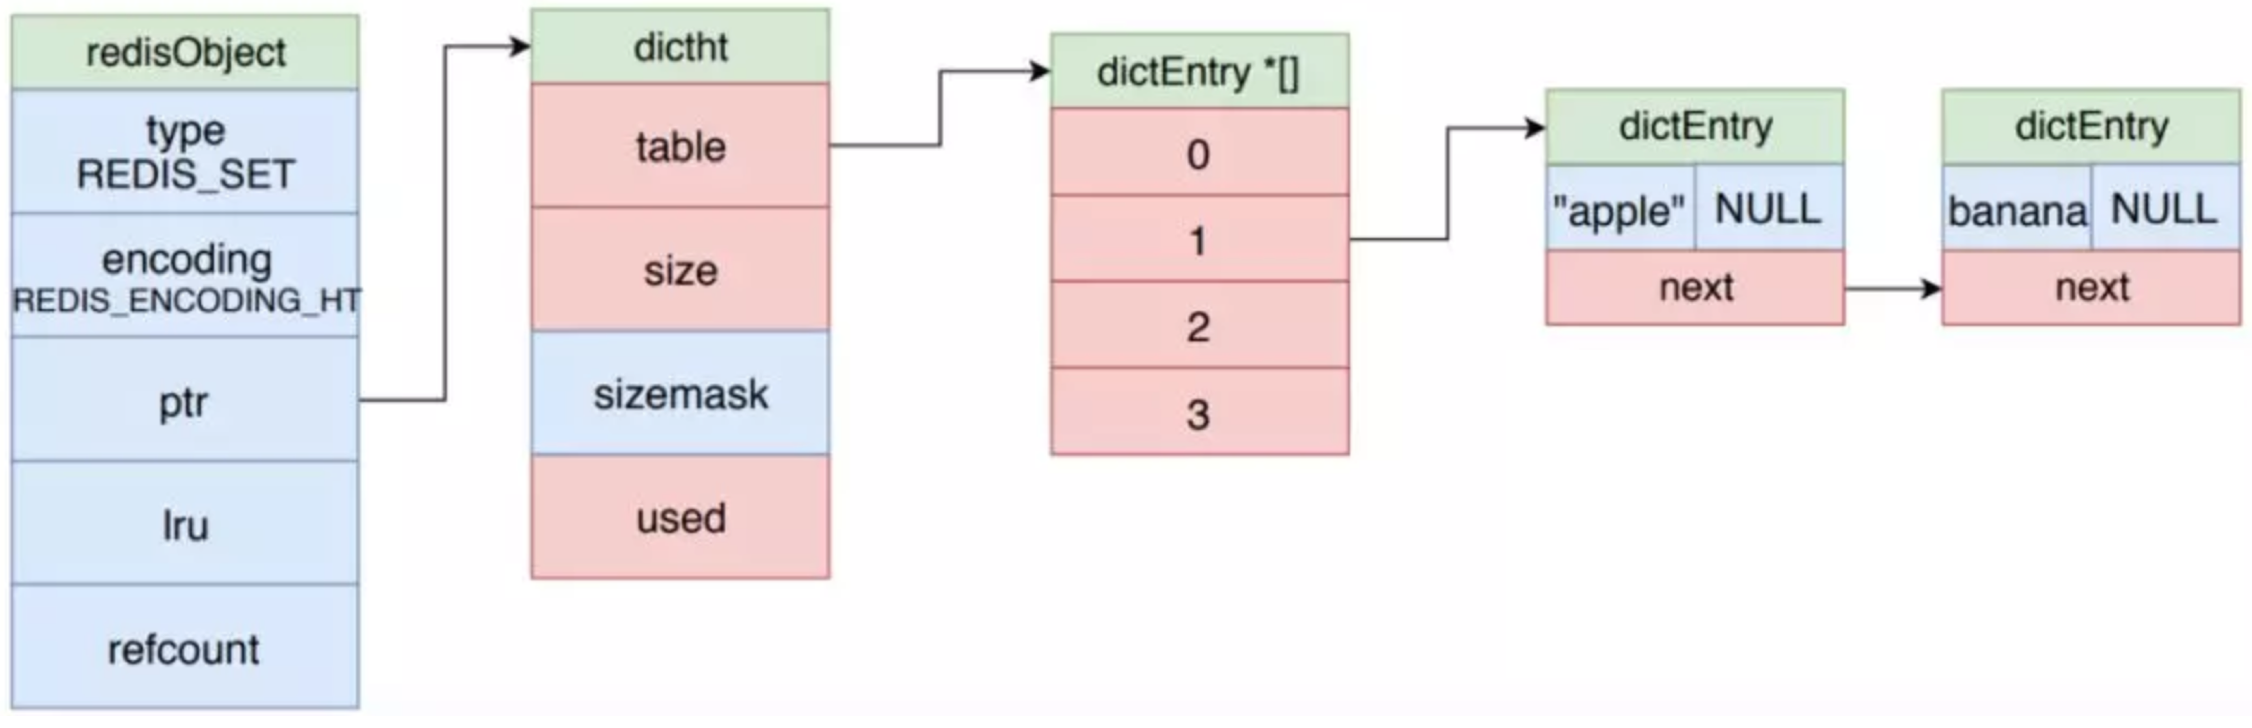 redisObject
type
REDIS_SET
encoding
REDIS_ENCODING_HT
ptr
lru
refcount
dictht
table
size
sizemask
used
dictEntry *[]
0
1
2
3
dictEntry
"apple" NULL
next
dictEntry
banana NULL
next